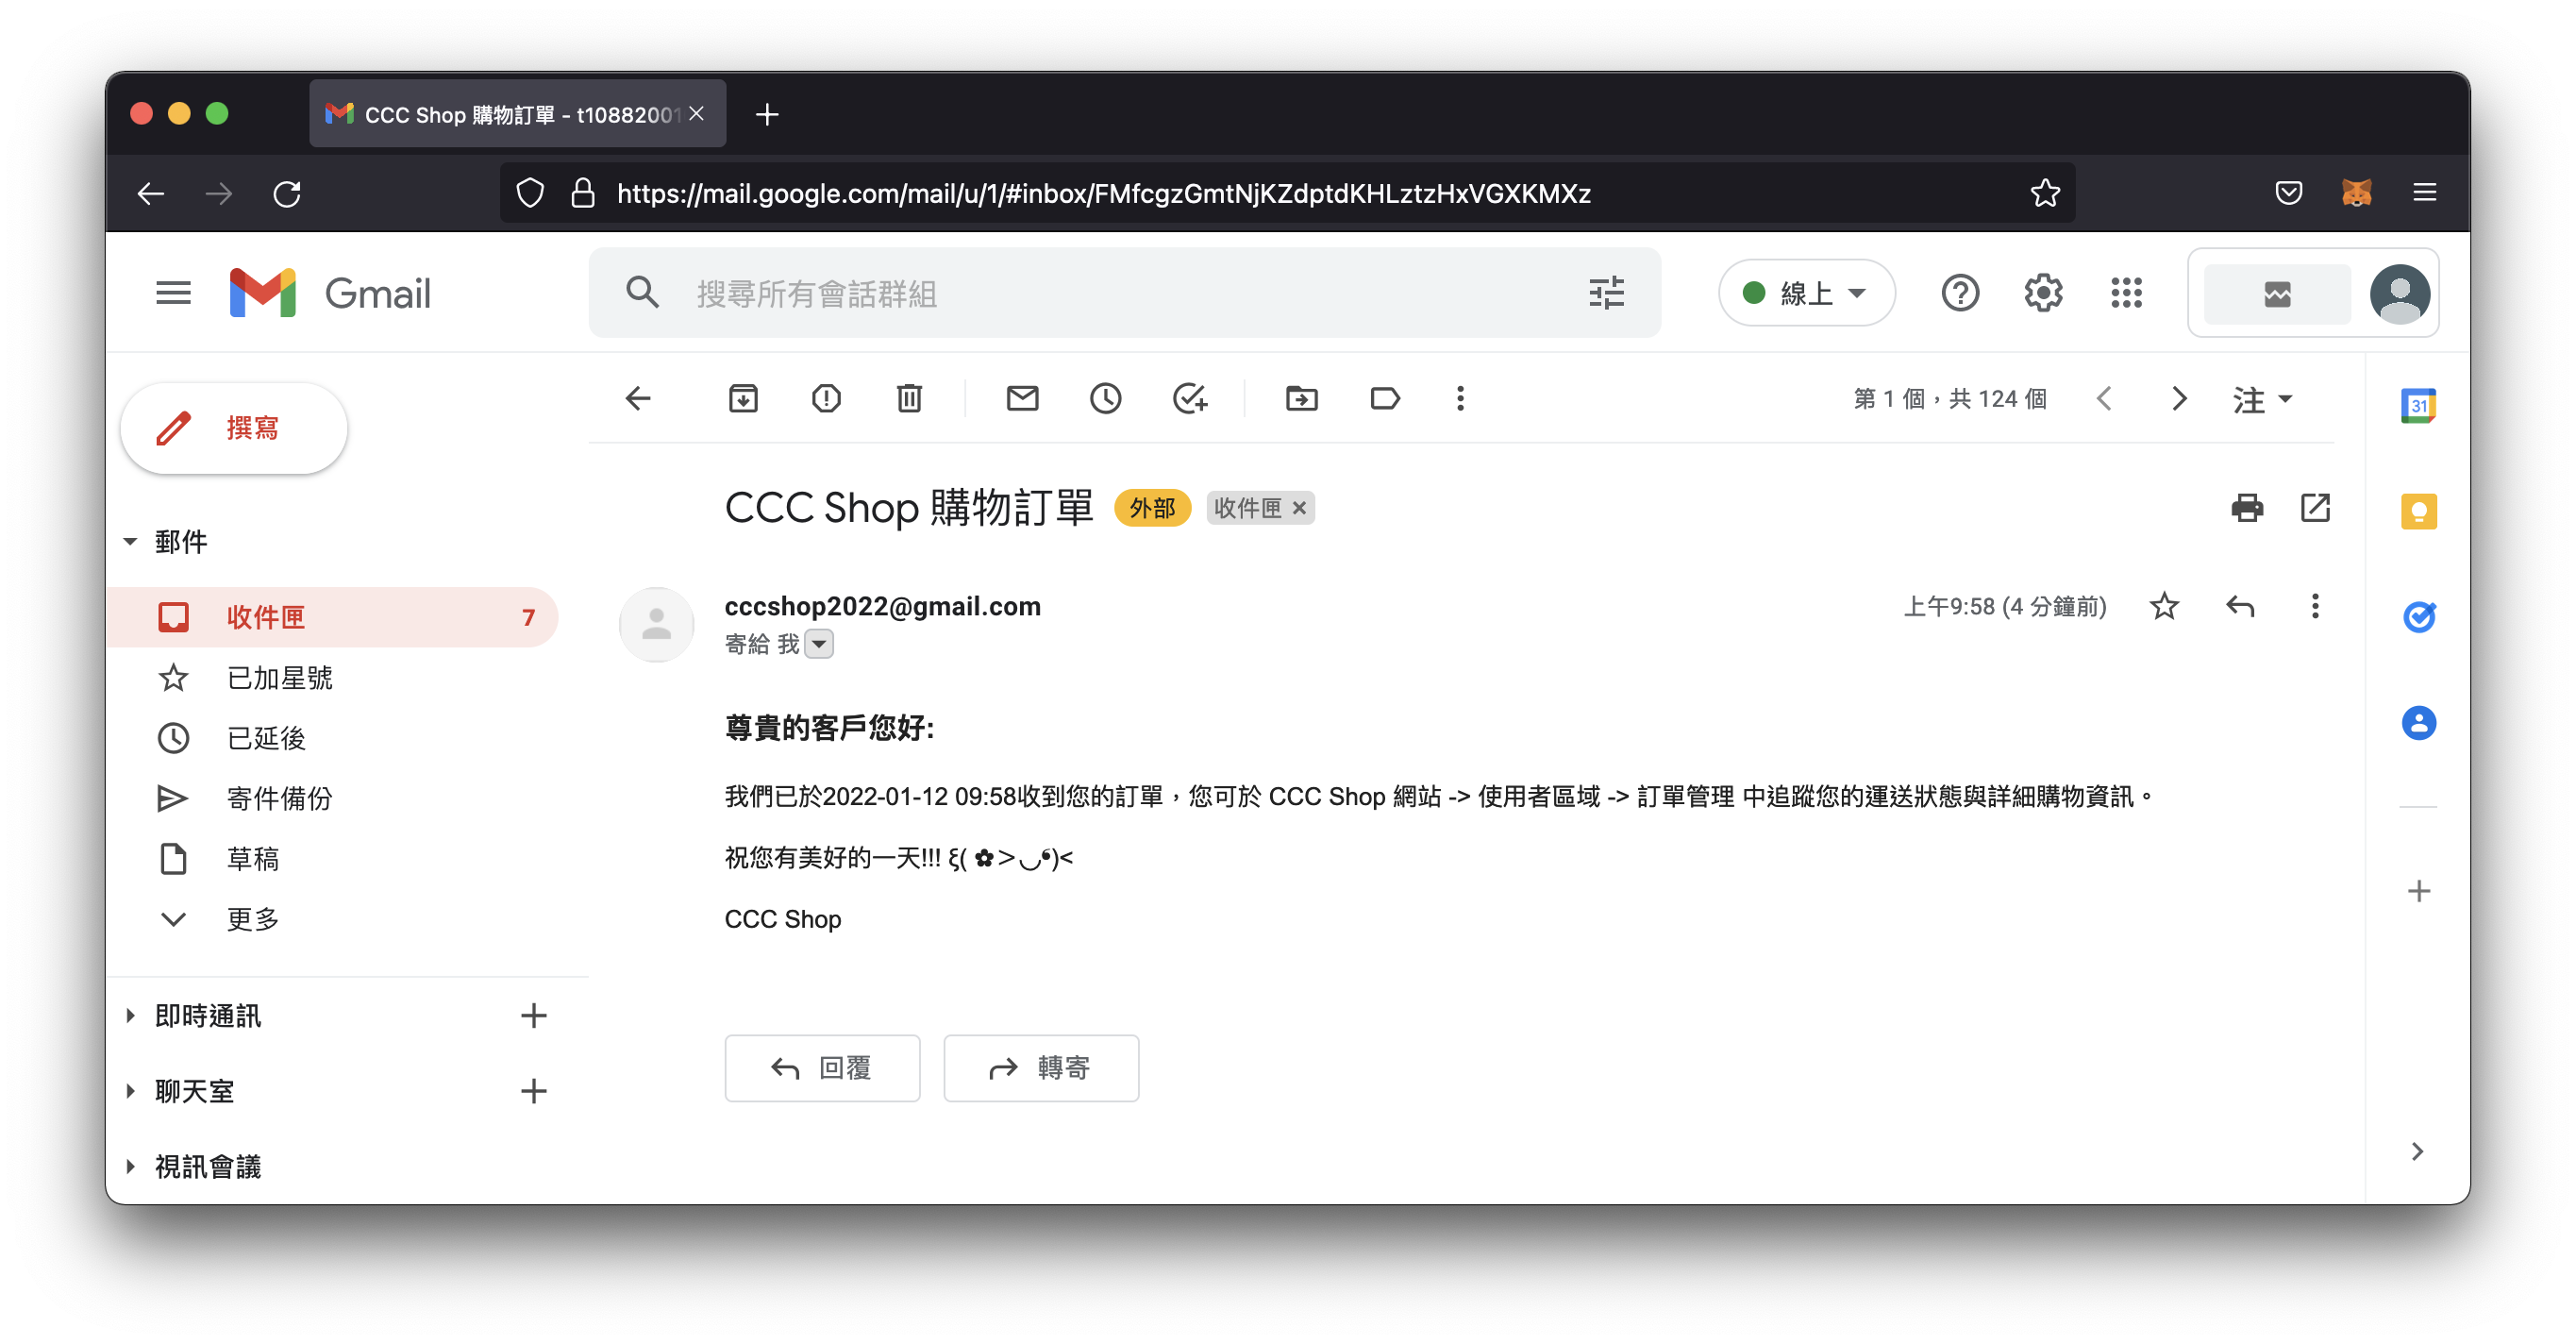 CCC Shop 購物訂單 - t10882001
https://mail.google.com/mail/u/1/#inbox/FMfcgzGmtNjKZdptdKHLztzHxVGXKMXz
Gmail
搜尋所有會話群組
線上
撰寫
第 1 個，共 124 個
注
31
CCC Shop 購物訂單 外部 收件匣 ×
郵件
收件匣 7
已加星號
已延後
寄件備份
草稿
更多
即時通訊
聊天室
視訊會議
cccshop2022@gmail.com
上午9:58 (4 分鐘前)
寄給 我
尊貴的客戶您好:
我們已於2022-01-12 09:58收到您的訂單，您可於 CCC Shop 網站 -> 使用者區域 -> 訂單管理 中追蹤您的運送狀態與詳細購物資訊。
祝您有美好的一天!!! ξ( ✿＞◡❛)<
CCC Shop
回覆
轉寄